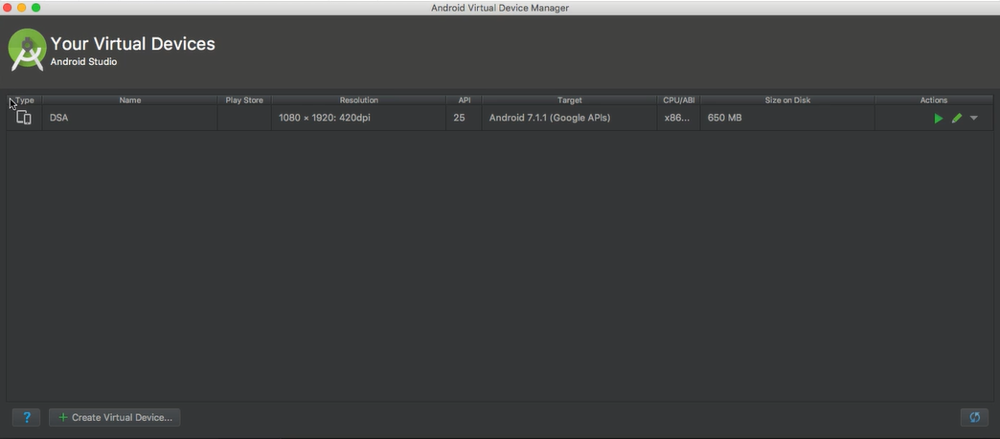 Android Virtual Device Manager
Your Virtual Devices
Android Studio
Type Name Play Store Resolution API Target CPU/ABI Size on Disk Actions
DSA 1080 × 1920: 420dpi 25 Android 7.1.1 (Google APIs) x86... 650 MB
? + Create Virtual Device...